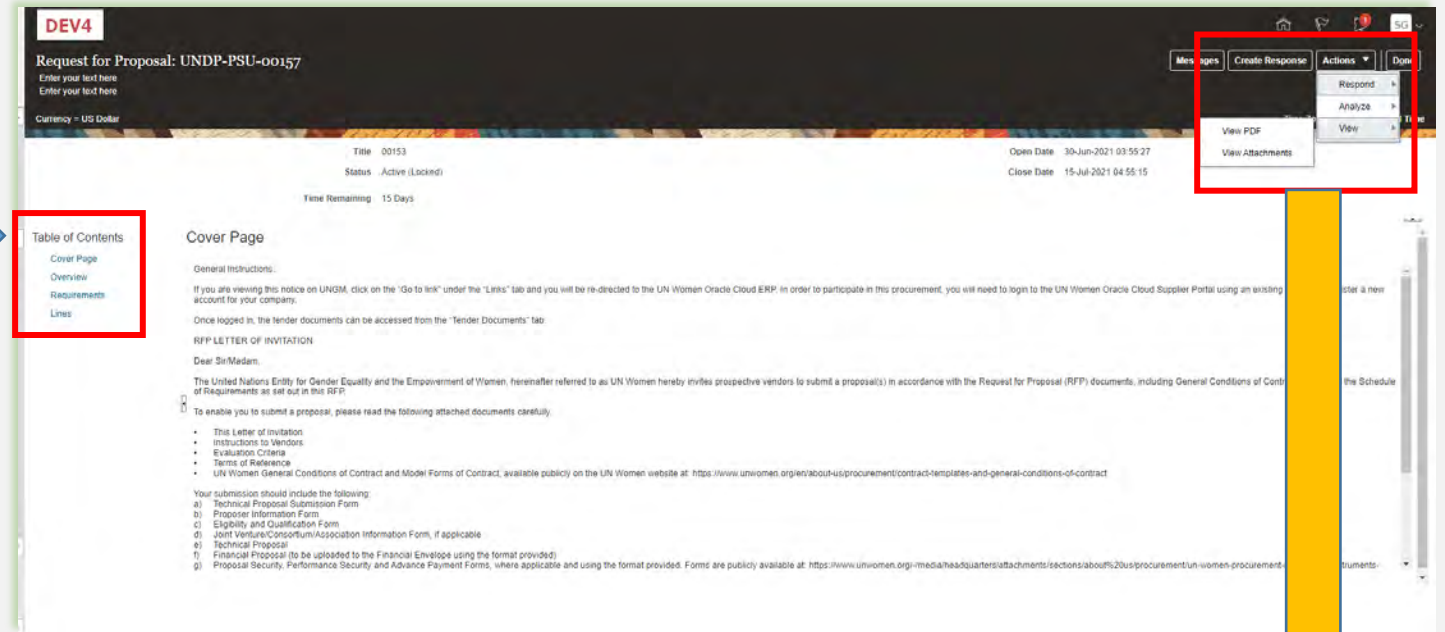 DEV4
1
SG
Request for Proposal: UNDP-PSU-00157
Enter your text here
Enter your text here
Messages
Create Response
Actions
Done
Respond
Analyze
View
View PDF
View Attachments
Currency = US Dollar
Time
Title 00153
Open Date 30-Jun-2021 03:55:27
Status Active (Locked)
Close Date 15-Jul-2021 04:55:15
Time Remaining 15 Days
Table of Contents
Cover Page
Overview
Requirements
Lines
Cover Page
General Instructions.
If you are viewing this notice on UNGM, click on the "Go to link" under the "Links" tab and you will be re-directed to the UN Women Oracle Cloud ERP. In order to participate in this procurement, you will need to login to the UN Women Oracle Cloud Supplier Portal using an existing ister a new
account for your company.
Once logged in, the tender documents can be accessed from the "Tender Documents" tab
RFP LETTER OF INVITATION
Dear Sir/Madam,
The United Nations Entity for Gender Equality and the Empowerment of Women, hereinafter referred to as UN Women hereby invites prospective vendors to submit a proposal(s) in accordance with the Request for Proposal (RFP) documents, including General Conditions of Contr the Schedule
of Requirements as set out in this RFP.
To enable you to submit a proposal, please read the following attached documents carefully.
• This Letter of Invitation
• Instructions to Vendors
• Evaluation Criteria
• Terms of Reference
• UN Women General Conditions of Contract and Model Forms of Contract, available publicly on the UN Women website at: https://www.unwomen.org/en/about-us/procurement/contract-templates-and-general-conditions-of-contract
Your submission should include the following:
a) Technical Proposal Submission Form
b) Proposer Information Form
c) Eligibility and Qualification Form
d) Joint Venture/Consortium/Association Information Form, if applicable
e) Technical Proposal
f) Financial Proposal (to be uploaded to the Financial Envelope using the format provided)
g) Proposal Security, Performance Security and Advance Payment Forms, where applicable and using the format provided. Forms are publicly available at: https://www.unwomen.org/-/media/headquarters/attachments/sections/about%20us/procurement/un-women-procurement- truments-